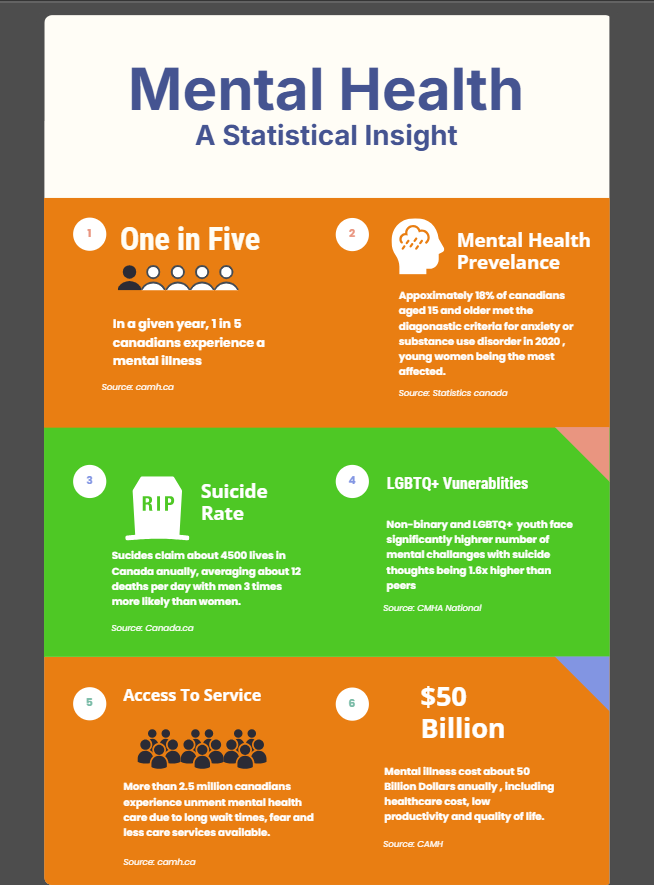 Mental Health
A Statistical Insight
1
One in Five
In a given year, 1 in 5
canadians experience a
mental illness
Source: camh.ca
2
Mental Health
Prevelance
Appoximately 18% of canadians
aged 15 and older met the
diagonastic criteria for anxiety or
substance use disorder in 2020 ,
young women being the most
affected.
Source: Statistics canada
3
RIP
Suicide
Rate
Sucides claim about 4500 lives in
Canada anually, averaging about 12
deaths per day with men 3 times
more likely than women.
Source: Canada.ca
4
LGBTQ+ Vunerablities
Non-binary and LGBTQ+ youth face
significantly highrer number of
mental challanges with suicide
thoughts being 1.6x higher than
peers
Source: CMHA National
5
Access To Service
More than 2.5 million canadians
experience unment mental health
care due to long wait times, fear and
less care services available.
Source: camh.ca
6
$50
Billion
Mental illness cost about 50
Billion Dollars anually , including
healthcare cost, low
productivity and quality of life.
Source: CAMH